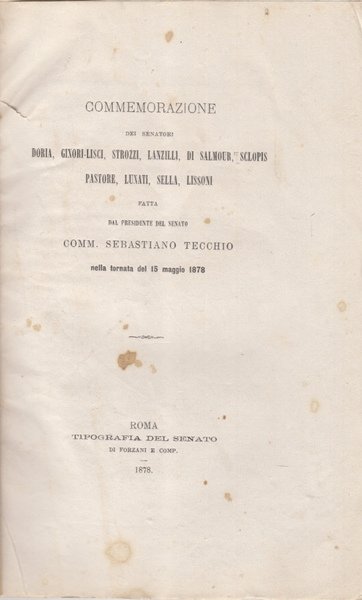 COMMEMORAZIONE
DEI SENATORI
DORIA, GINORI-LISCI, STROZZI, LANZILLI, DI SALMOUR, SCLOPIS
PASTORE, LUNATI, SELLA, LISSONI
FATTA
DAL PRESIDENTE DEL SENATO
COMM. SEBASTIANO TECCHIO
nella tornata del 15 maggio 1878
ROMA
TIPOGRAFIA DEL SENATO
DI FORZANI E COMP.
1878.